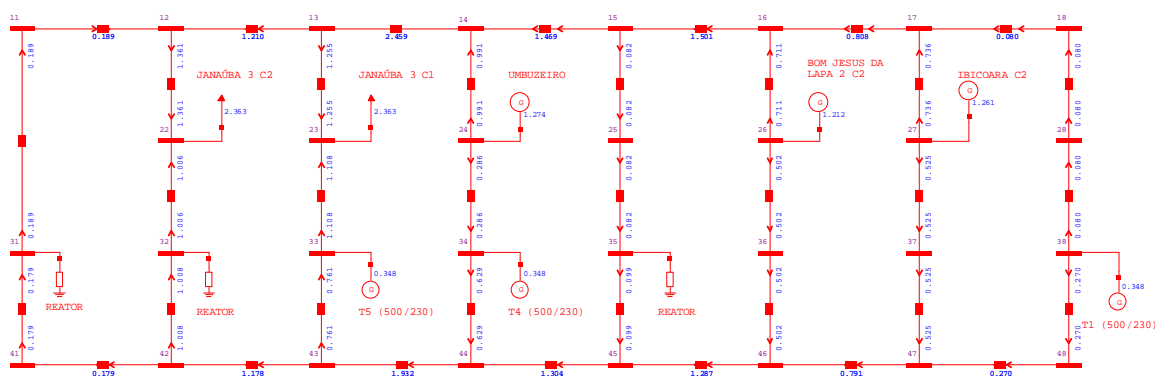 11 12 13 14 15 16 17 18
0.189 1.210 2.459 1.469 1.501 0.808 0.080
0.189 1.361 1.255 0.991 0.082 0.711 0.736 0.080
JANAÚBA 3 C2
JANAÚBA 3 C1
UMBUZEIRO
BOM JESUS DA
LAPA 2 C2
IBICOARA C2
G G G
2.363 2.363 1.274 1.212 1.261
1.361 1.255 0.991 0.082 0.711 0.736 0.080
22 23 24 25 26 27 28
1.006 1.108 0.286 0.082 0.502 0.525 0.080
0.189 1.006 1.108 0.286 0.082 0.502 0.525 0.080
31 32 33 34 35 36 37 38
0.179 1.008 0.761 0.629 0.099 0.502 0.525 0.270
0.348 0.348 0.348
G G G
REATOR
REATOR
T5 (500/230)
T4 (500/230)
REATOR
T1 (500/230)
0.179 1.008 0.761 0.629 0.099 0.502 0.525 0.270
41 42 43 44 45 46 47 48
0.179 1.178 1.932 1.304 1.287 0.791 0.270